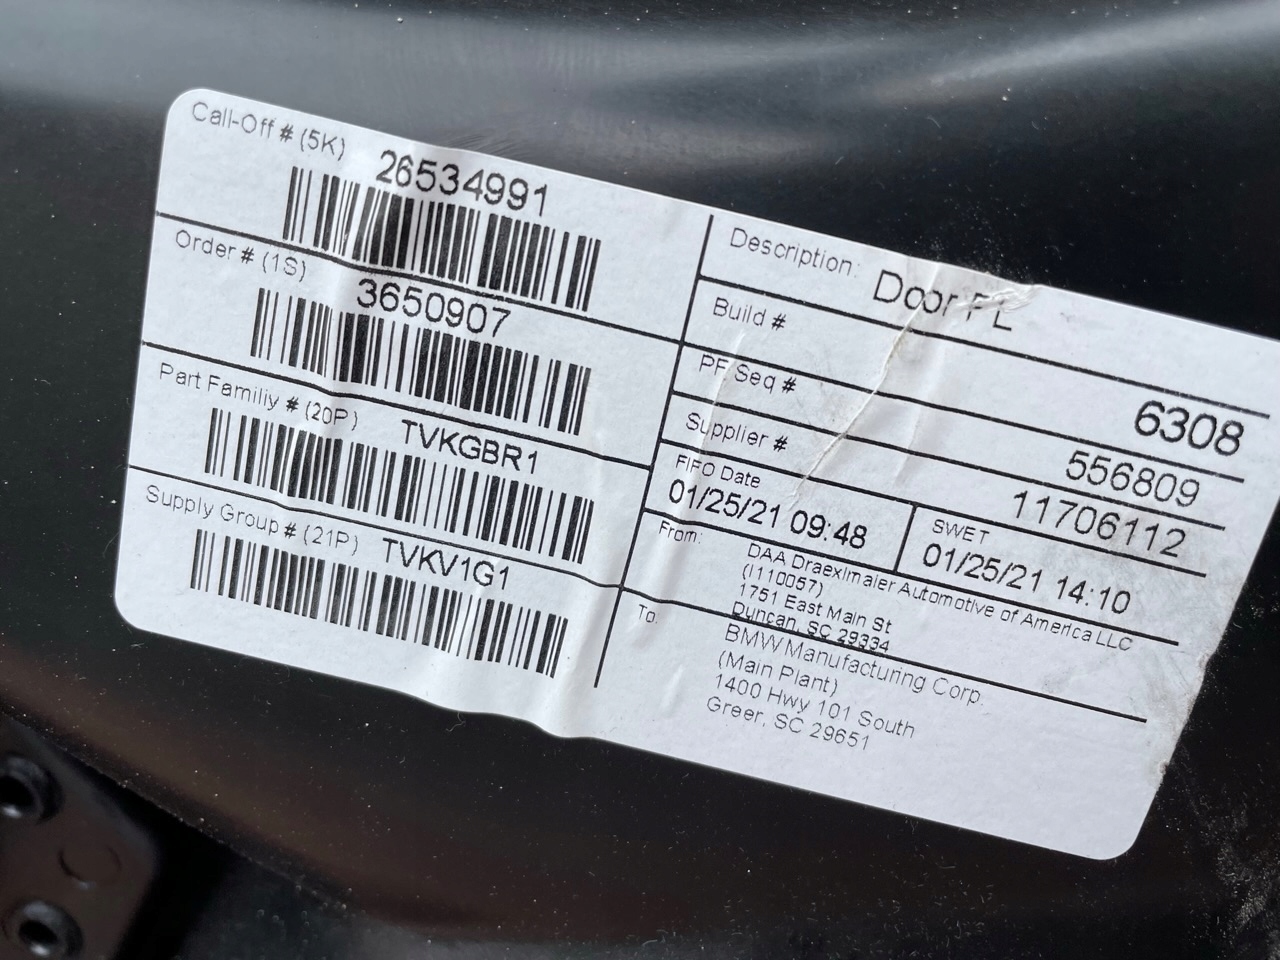 Call-Off # (5K)
26534991
Order # (1S)
3650907
Part Familiy # (20P)
TVKGBR1
Supply Group # (21P)
TVKV1G1
Description:
Door FL
Build #
6308
PF Seq #
556809
Supplier #
11706112
FIFO Date
01/25/21 09:48
SWET
01/25/21 14:10
From:
DAA Draexlmaier Automotive of America LLC
(I110057)
1751 East Main St
Duncan, SC 29334
To:
BMW Manufacturing Corp.
(Main Plant)
1400 Hwy 101 South
Greer, SC 29651